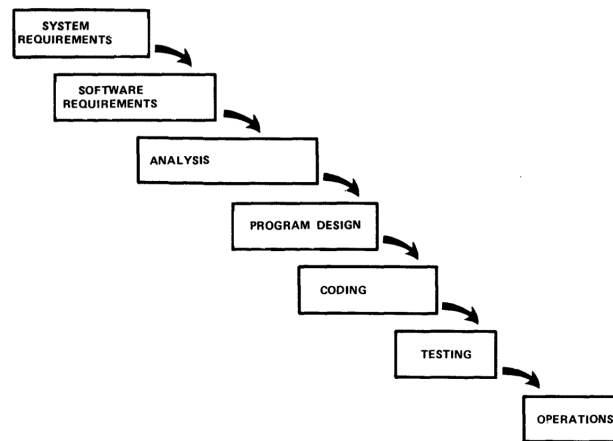 SYSTEM
REQUIREMENTS
SOFTWARE
REQUIREMENTS
ANALYSIS
PROGRAM DESIGN
CODING
TESTING
OPERATIONS